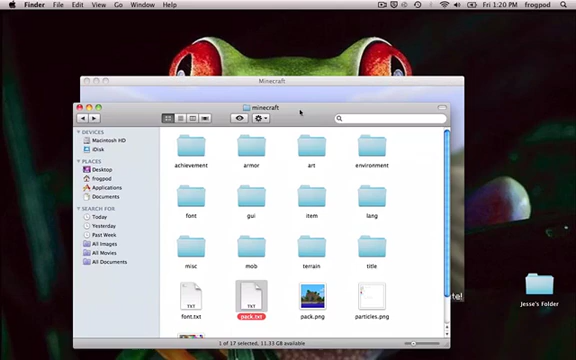 Finder File Edit View Go Window Help Fri 1:20 PM frogpod
Minecraft
minecraft
DEVICES
Macintosh HD
iDisk
PLACES
Desktop
frogpod
Applications
Documents
SEARCH FOR
Today
Yesterday
Past Week
All Images
All Movies
All Documents
achievement armor art environment
font gui item lang
misc mob terrain title
TXT TXT
font.txt pack.txt pack.png particles.png
1 of 17 selected, 11.33 GB available
Jesse's Folder